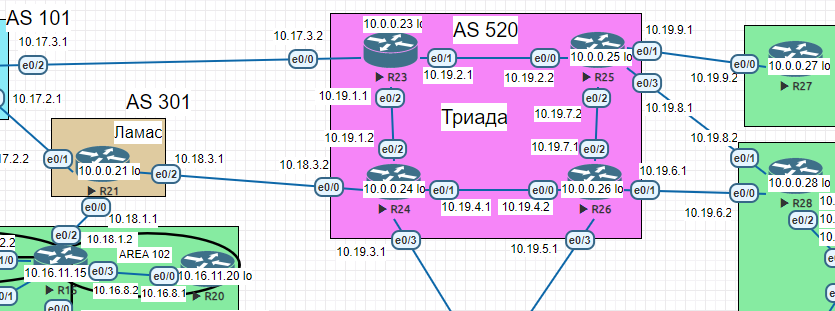 AS 101
10.17.3.1
e0/2
10.17.2.1
AS 301
Ламас
e0/1
10.0.0.21 lo
e0/2
R21
e0/0
17.2.2
10.18.3.1
10.18.1.1
e0/2
10.18.1.2
AREA 102
10.16.11.15
e0/3
e0/0
10.16.11.20 lo
10.16.8.2
10.16.8.1
R20
e0/0
10.17.3.2
e0/0
10.0.0.23 lo
AS 520
R23
e0/1
10.19.2.1
e0/0
10.19.2.2
10.0.0.25 lo
R25
e0/1
e0/3
10.19.1.1
e0/2
10.19.7.2
e0/2
Триада
10.19.1.2
e0/2
10.19.7.1
e0/2
10.18.3.2
e0/0
10.0.0.24 lo
R24
e0/1
10.19.4.1
e0/0
10.19.4.2
10.0.0.26 lo
R26
e0/1
e0/3
10.19.3.1
e0/3
10.19.5.1
10.19.9.1
e0/0
10.19.9.2
10.0.0.27 lo
R27
10.19.8.1
10.19.8.2
e0/1
10.19.6.1
e0/0
10.19.6.2
10.0.0.28 lo
R28
e0/2